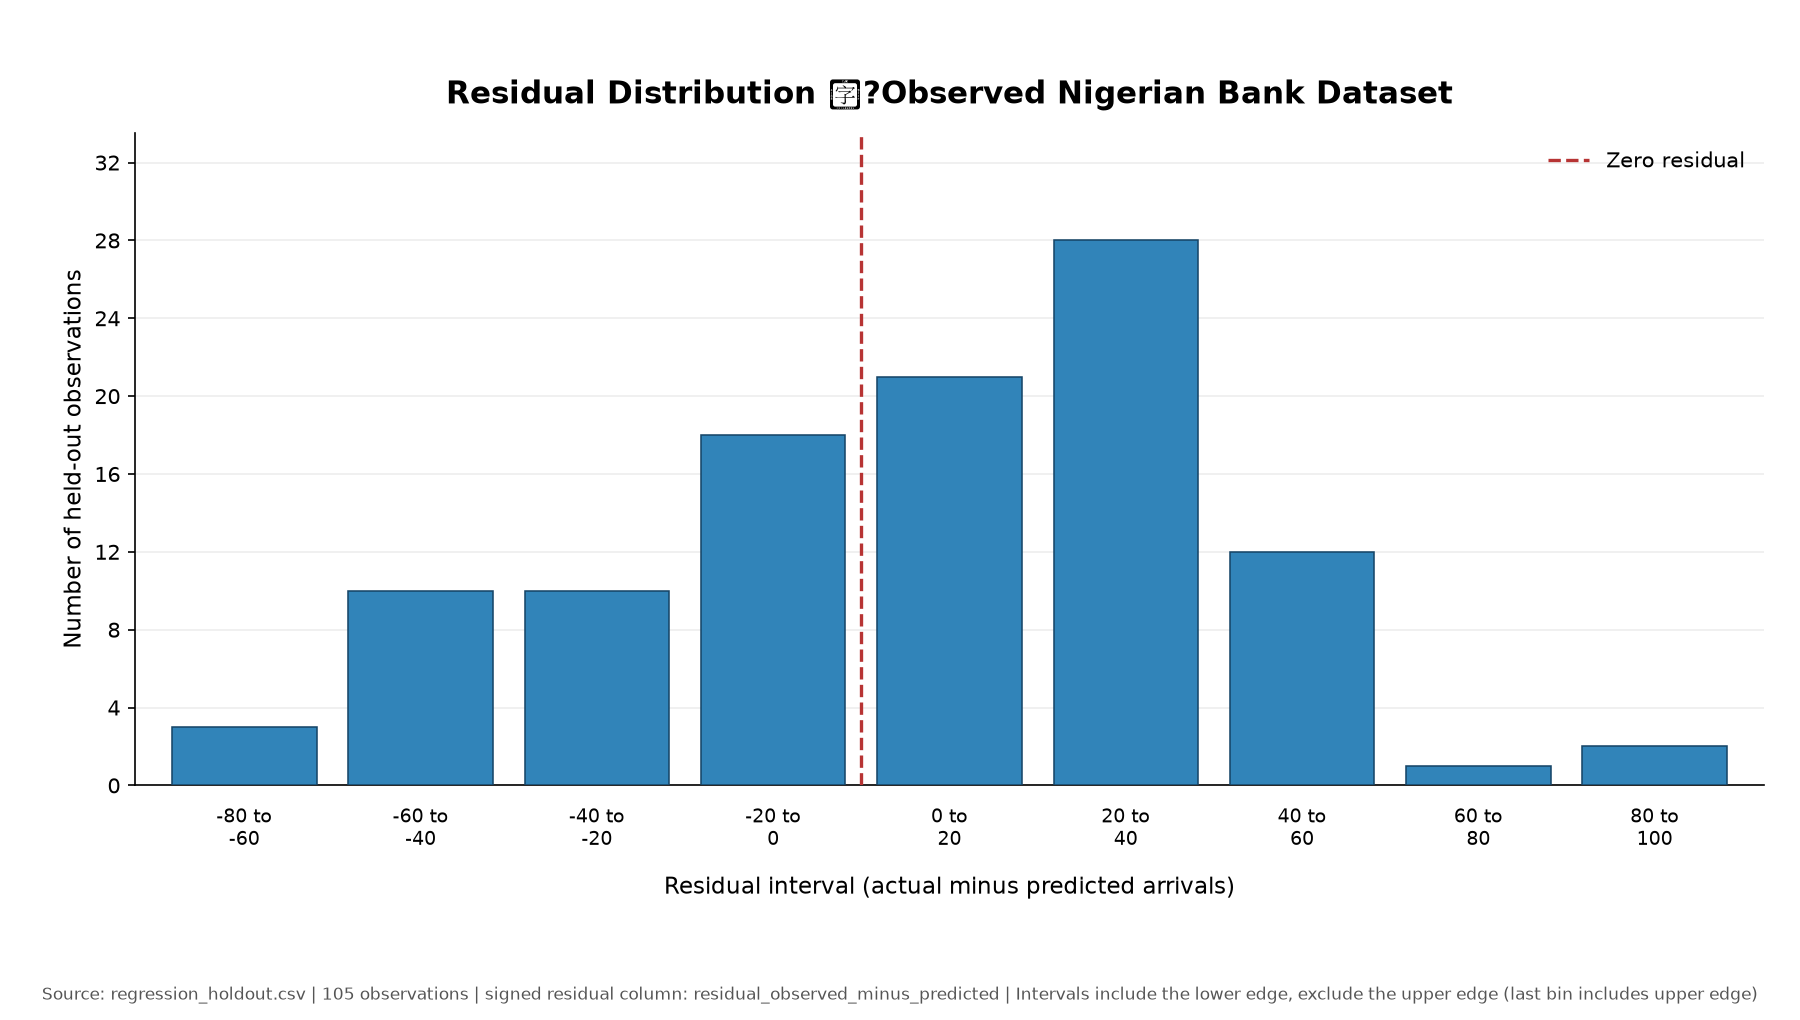 Residual Distribution 字?Observed Nigerian Bank Dataset
Zero residual
Number of held-out observations
32
28
24
20
16
12
8
4
0
-80 to
-60
-60 to
-40
-40 to
-20
-20 to
0
0 to
20
20 to
40
40 to
60
60 to
80
80 to
100
Residual interval (actual minus predicted arrivals)
Source: regression_holdout.csv | 105 observations | signed residual column: residual_observed_minus_predicted | Intervals include the lower edge, exclude the upper edge (last bin includes upper edge)